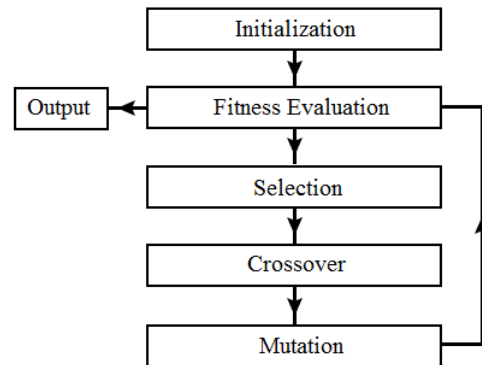 Initialization
Output
Fitness Evaluation
Selection
Crossover
Mutation